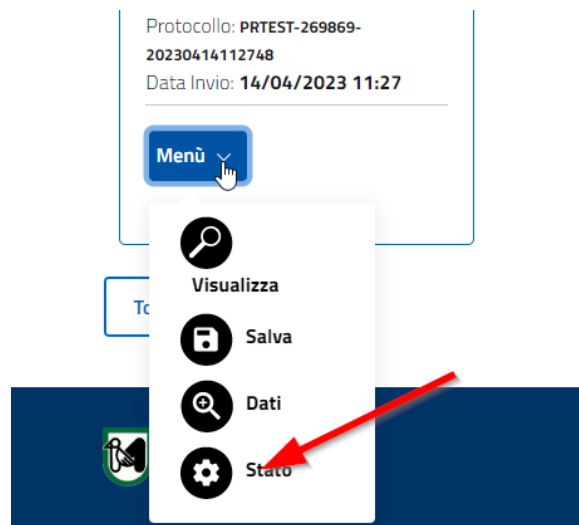 Protocollo: PRTEST-269869-
20230414112748
Data Invio: 14/04/2023 11:27
Menù
Visualizza
Salva
Dati
Stato